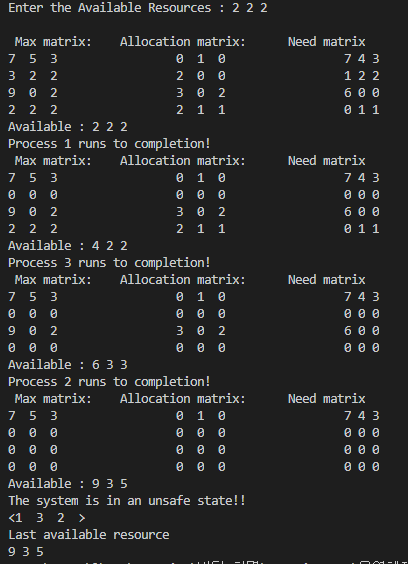 Enter the Available Resources : 2 2 2
Max matrix: Allocation matrix: Need matrix
7 5 3 0 1 0 7 4 3
3 2 2 2 0 0 1 2 2
9 0 2 3 0 2 6 0 0
2 2 2 2 1 1 0 1 1
Available : 2 2 2
Process 1 runs to completion!
Max matrix: Allocation matrix: Need matrix
7 5 3 0 1 0 7 4 3
0 0 0 0 0 0 0 0 0
9 0 2 3 0 2 6 0 0
2 2 2 2 1 1 0 1 1
Available : 4 2 2
Process 3 runs to completion!
Max matrix: Allocation matrix: Need matrix
7 5 3 0 1 0 7 4 3
0 0 0 0 0 0 0 0 0
9 0 2 3 0 2 6 0 0
0 0 0 0 0 0 0 0 0
Available : 6 3 3
Process 2 runs to completion!
Max matrix: Allocation matrix: Need matrix
7 5 3 0 1 0 7 4 3
0 0 0 0 0 0 0 0 0
0 0 0 0 0 0 0 0 0
0 0 0 0 0 0 0 0 0
Available : 9 3 5
The system is in an unsafe state!!
<1 3 2 >
Last available resource
9 3 5